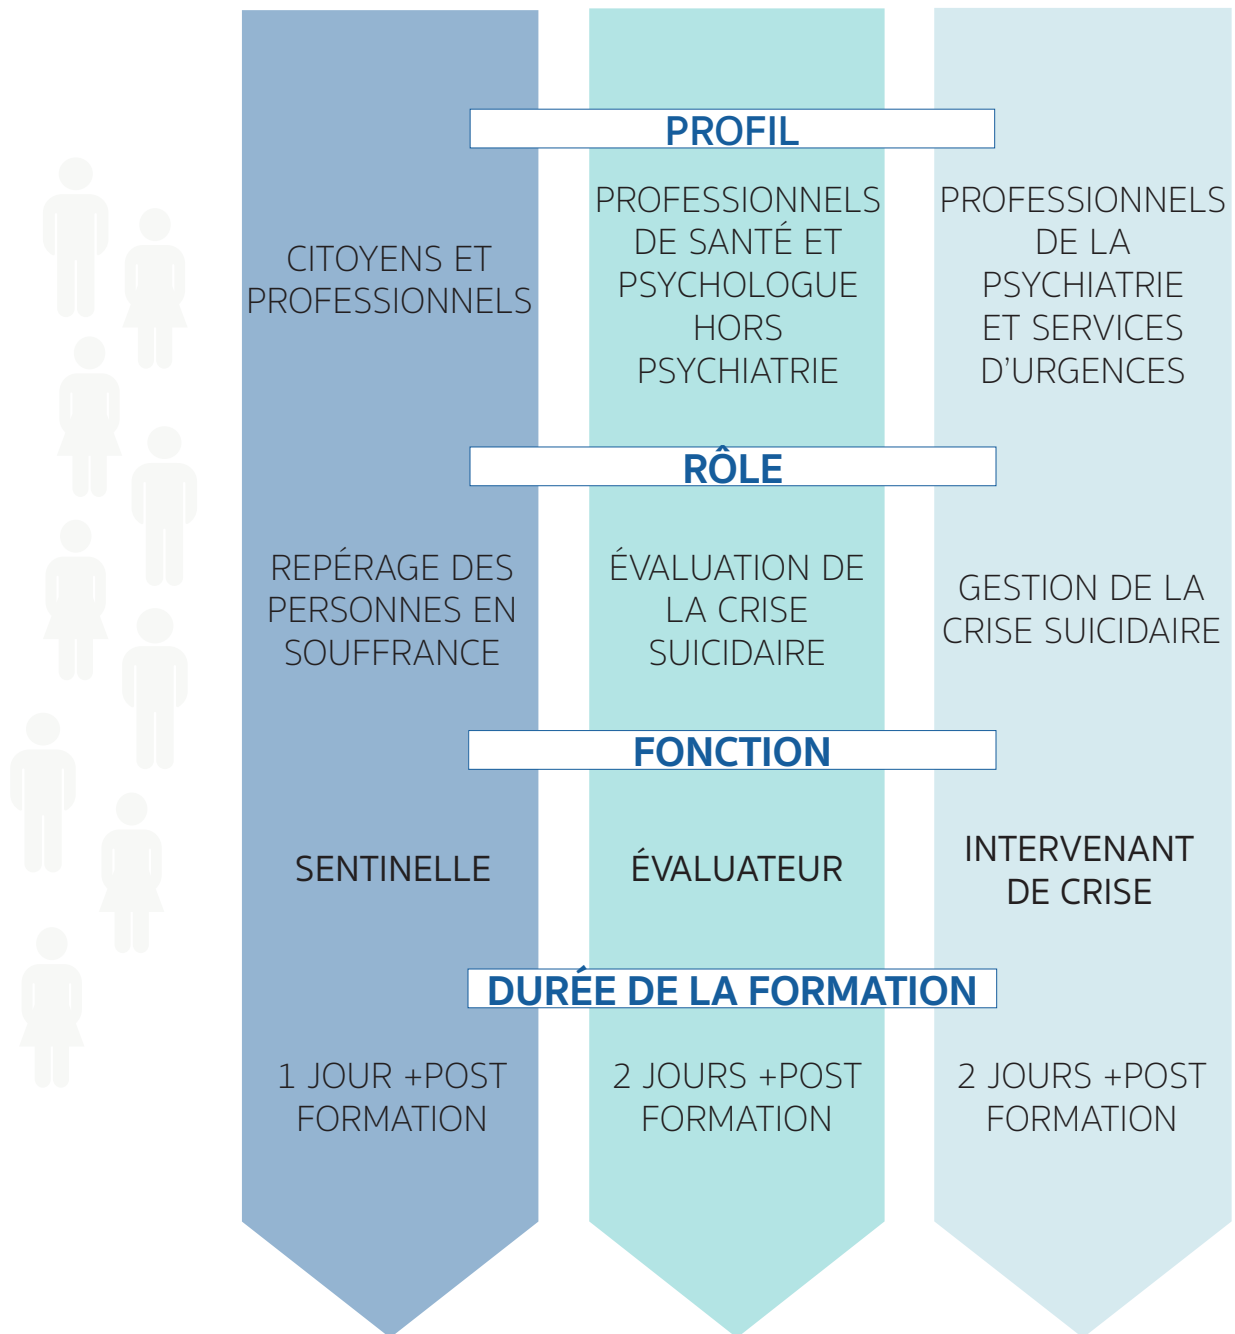 PROFIL
CITOYENS ET
PROFESSIONNELS
PROFESSIONNELS
DE SANTÉ ET
PSYCHOLOGUE
HORS
PSYCHIATRIE
PROFESSIONNELS
DE LA
PSYCHIATRIE
ET SERVICES
D'URGENCES
RÔLE
REPÉRAGE DES
PERSONNES EN
SOUFFRANCE
ÉVALUATION DE
LA CRISE
SUICIDAIRE
GESTION DE LA
CRISE SUICIDAIRE
FONCTION
SENTINELLE
ÉVALUATEUR
INTERVENANT
DE CRISE
DURÉE DE LA FORMATION
1 JOUR +POST
FORMATION
2 JOURS +POST
FORMATION
2 JOURS +POST
FORMATION